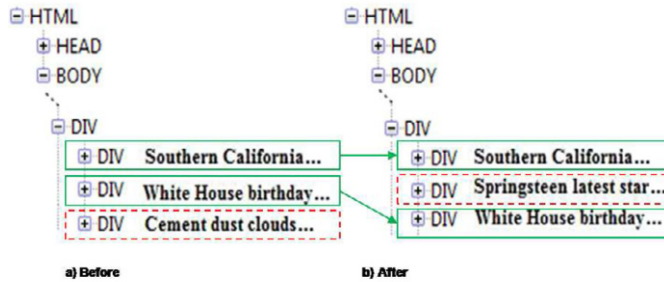 HTML
HEAD
BODY
DIV
DIV Southern California...
DIV White House birthday...
DIV Cement dust clouds...
a) Before
HTML
HEAD
BODY
DIV
DIV Southern California...
DIV Springsteen latest star...
DIV White House birthday...
b) After